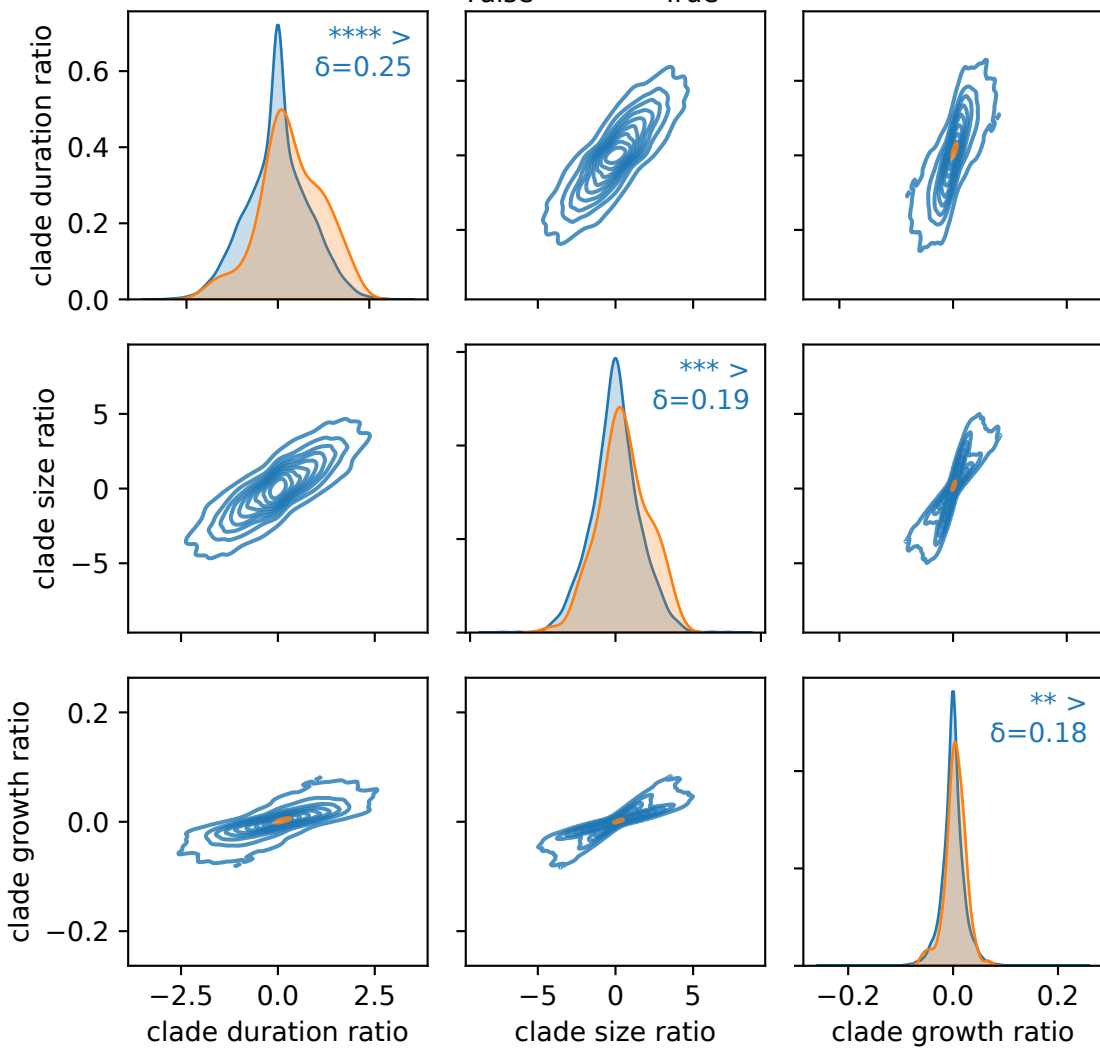 clade duration ratio
0.6
0.4
0.2
0.0
**** >
δ=0.25
clade size ratio
5
0
−5
*** >
δ=0.19
clade growth ratio
0.2
0.0
−0.2
** >
δ=0.18
−2.5 0.0 2.5
−5 0 5
−0.2 0.0 0.2
clade duration ratio
clade size ratio
clade growth ratio